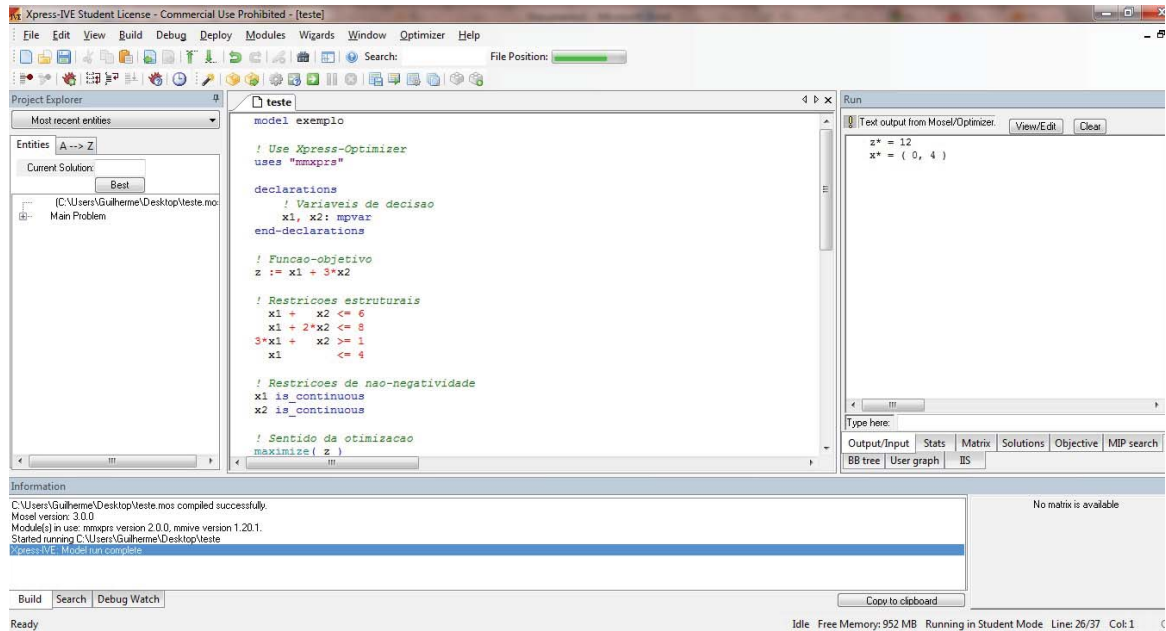 Xpress-IVE Student License - Commercial Use Prohibited - [teste]
File Edit View Build Debug Deploy Modules Wizards Window Optimizer Help
Search: File Position:
Project Explorer
Most recent entities
Entities A --> Z
Current Solution:
Best
(C:\Users\Guilherme\Desktop\teste.mo
Main Problem
teste
model exemplo
! Use Xpress-Optimizer
uses "mmxprs"
declarations
! Variaveis de decisao
x1, x2: mpvar
end-declarations
! Funcao-objetivo
z := x1 + 3*x2
! Restricoes estruturais
x1 + x2 <= 6
x1 + 2*x2 <= 8
3*x1 + x2 >= 1
x1 <= 4
! Restricoes de nao-negatividade
x1 is_continuous
x2 is_continuous
! Sentido da otimizacao
maximize( z )
Run
Text output from Mosel/Optimizer. View/Edit Clear
z* = 12
x* = ( 0, 4 )
Type here:
Output/Input Stats Matrix Solutions Objective MIP search
BB tree User graph IIS
Information
C:\Users\Guilherme\Desktop\teste.mos compiled successfully.
Mosel version: 3.0.0
Module(s) in use: mmxprs version 2.0.0, mmive version 1.20.1.
Started running C:\Users\Guilherme\Desktop\teste
Xpress-IVE: Model run complete
No matrix is available
Build Search Debug Watch
Copy to clipboard
Ready
Idle Free Memory: 952 MB Running in Student Mode Line: 26/37 Col: 1